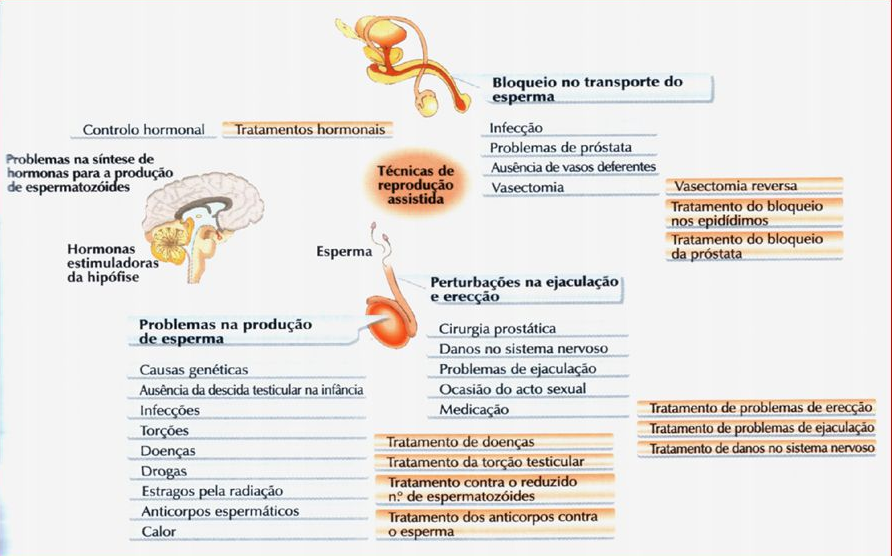 Bloqueio no transporte do
esperma
Infecção
Problemas de próstata
Ausência de vasos deferentes
Vasectomia
Vasectomia reversa
Tratamento do bloqueio
nos epidídimos
Tratamento do bloqueio
da próstata
Controlo hormonal
Tratamentos hormonais
Problemas na síntese de
hormonas para a produção
de espermatozóides
Hormonas
estimuladoras
da hipófise
Técnicas de
reprodução
assistida
Esperma
Perturbações na ejaculação
e erecção
Cirurgia prostática
Danos no sistema nervoso
Problemas de ejaculação
Ocasião do acto sexual
Medicação
Tratamento de problemas de erecção
Tratamento de problemas de ejaculação
Tratamento de danos no sistema nervoso
Problemas na produção
de esperma
Causas genéticas
Ausência da descida testicular na infância
Infecções
Torções
Doenças
Drogas
Estragos pela radiação
Anticorpos espermáticos
Calor
Tratamento de doenças
Tratamento da torção testicular
Tratamento contra o reduzido
n.º de espermatozóides
Tratamento dos anticorpos contra
o esperma